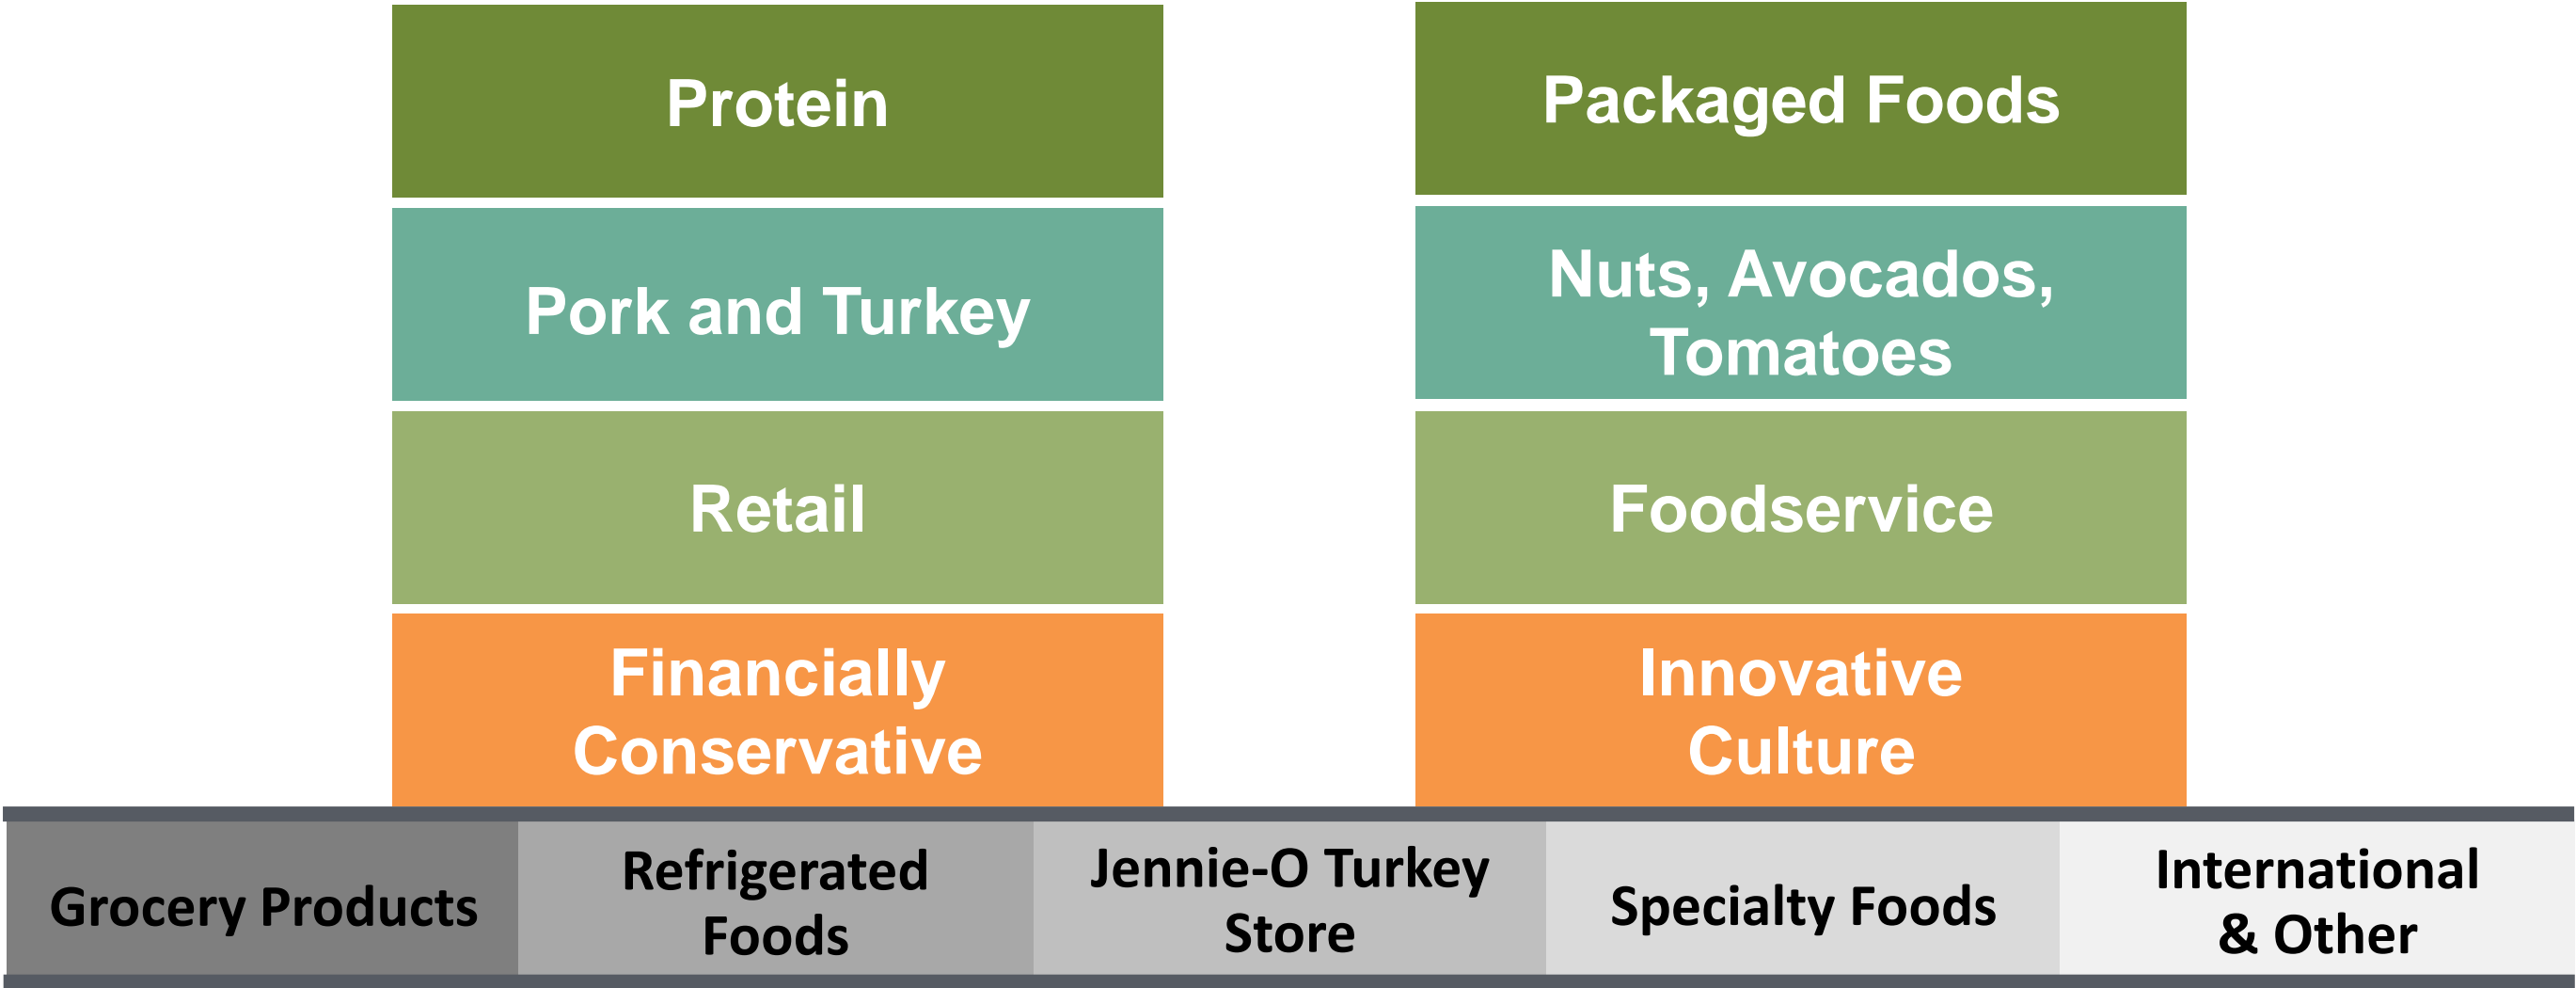 Protein
Packaged Foods
Pork and Turkey
Nuts, Avocados,
Tomatoes
Retail
Foodservice
Financially
Conservative
Innovative
Culture
Grocery Products
Refrigerated
Foods
Jennie-O Turkey
Store
Specialty Foods
International
& Other